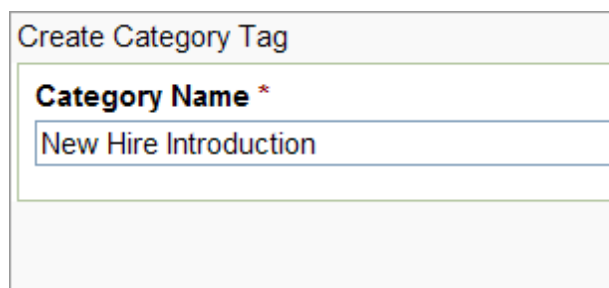 Create Category Tag
Category Name *
New Hire Introduction